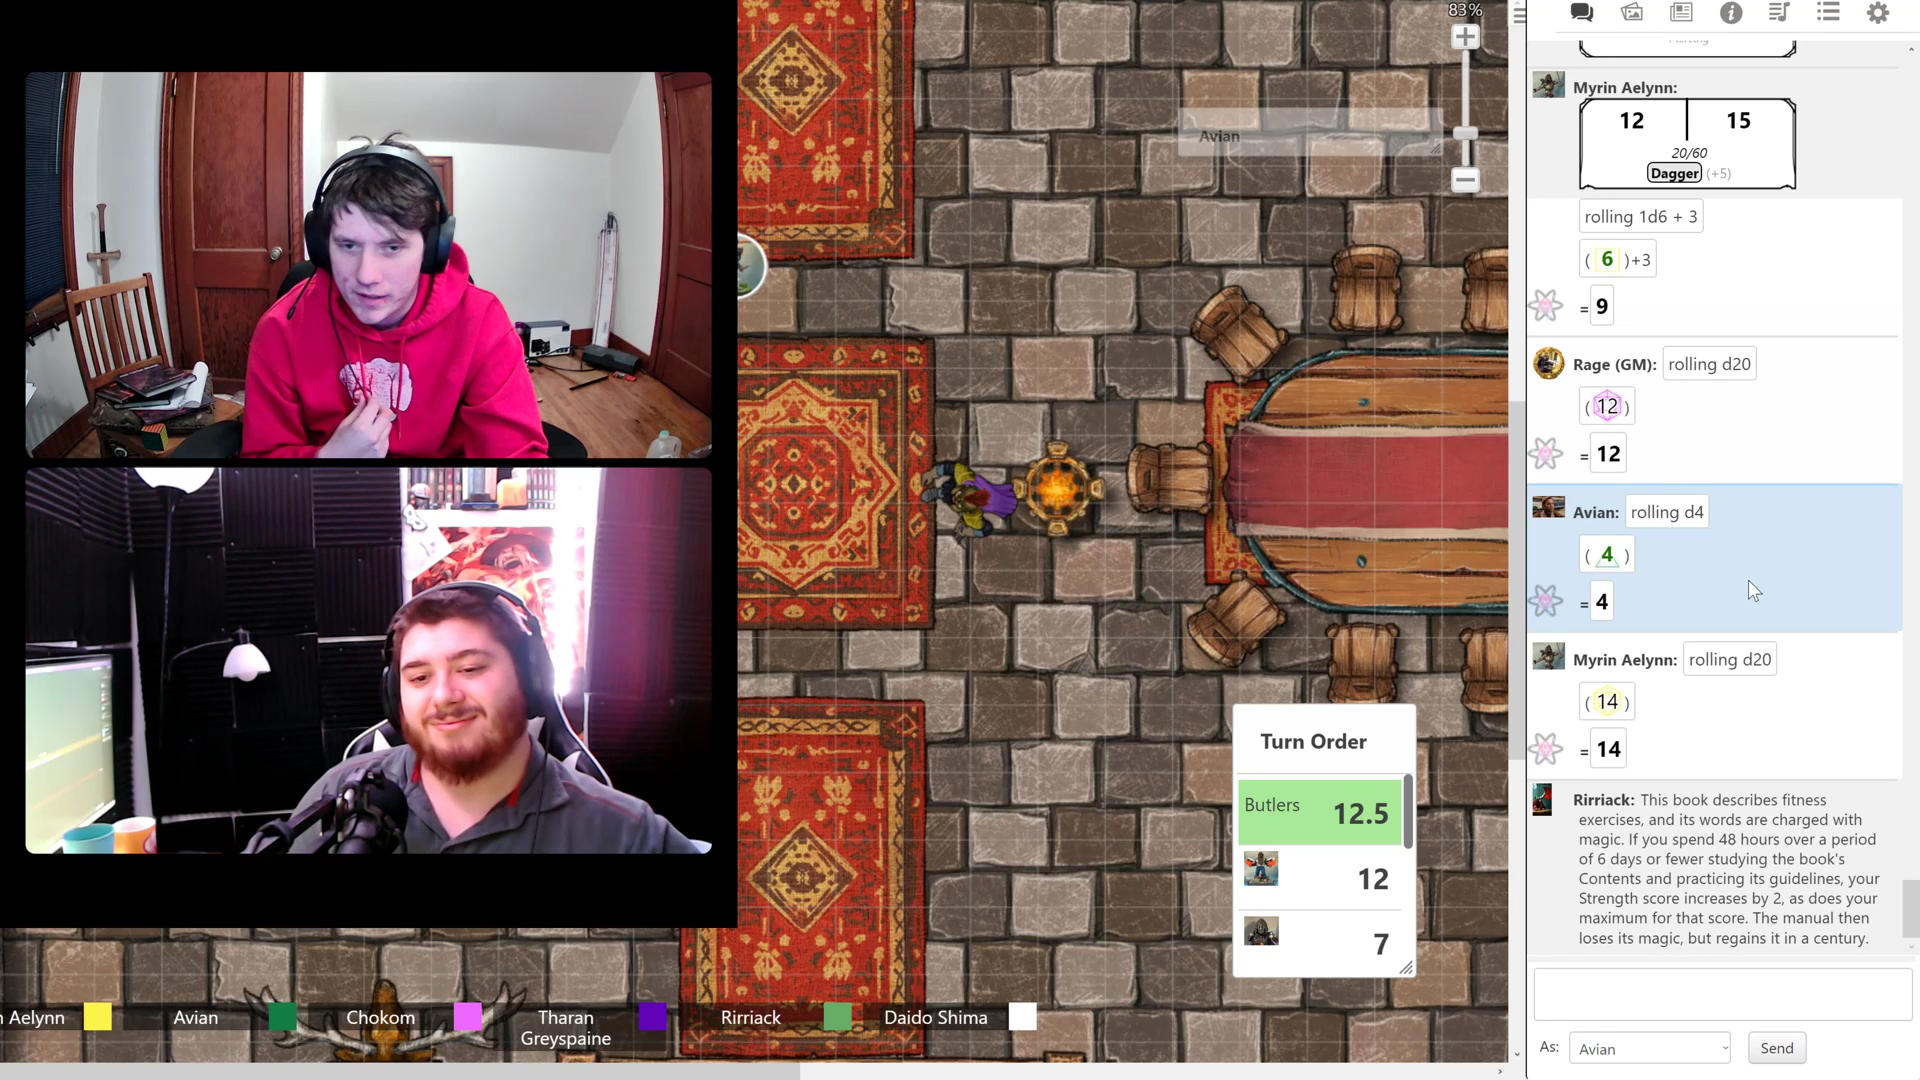 83%
Avian
Piercing
Myrin Aelynn:
12 15
20/60
Dagger (+5)
rolling 1d6 + 3
( 6 )+3
= 9
Rage (GM): rolling d20
( 12 )
= 12
Avian: rolling d4
( 4 )
= 4
Myrin Aelynn: rolling d20
( 14 )
= 14
Rirriack: This book describes fitness
exercises, and its words are charged with
magic. If you spend 48 hours over a period
of 6 days or fewer studying the book's
Contents and practicing its guidelines, your
Strength score increases by 2, as does your
maximum for that score. The manual then
loses its magic, but regains it in a century.
Turn Order
Butlers 12.5
12
7
n Aelynn
Avian
Chokom
Tharan
Greyspaine
Rirriack
Daido Shima
As: Avian Send